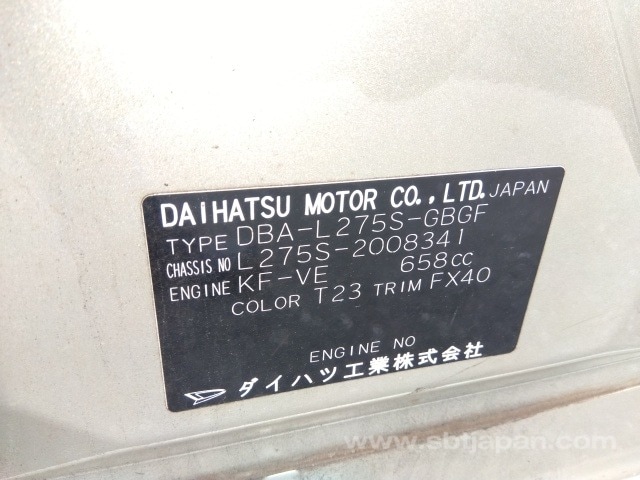 DAIHATSU MOTOR CO., LTD. JAPAN
TYPE DBA-L275S-GBGF
CHASSIS NO L275S-2008341
ENGINE KF-VE 658CC
COLOR T23 TRIM FX40
ENGINE NO
ダイハツ工業株式会社
www.sbtjapan.com